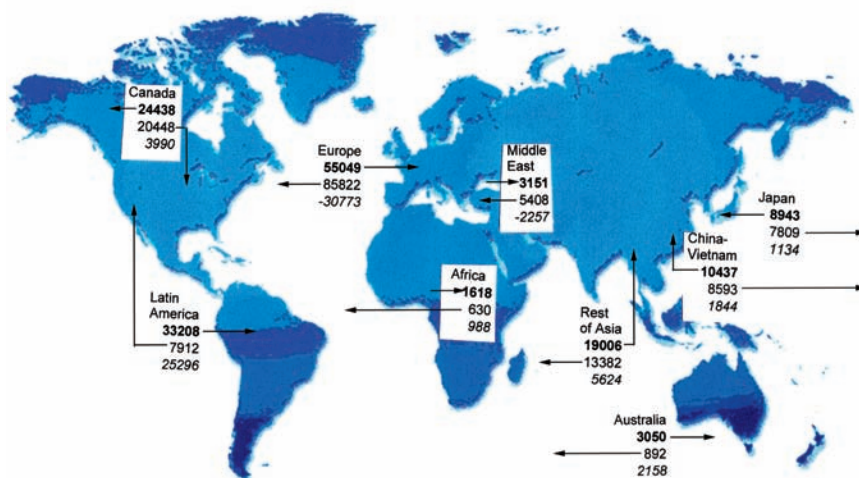 Canada
24438
20448
3990
Europe
55049
85822
-30773
Middle
East
3151
5408
-2257
Japan
8943
7809
1134
China-
Vietnam
10437
8593
1844
Africa
1618
630
988
Latin
America
33208
7912
25296
Rest
of Asia
19006
13382
5624
Australia
3050
892
2158